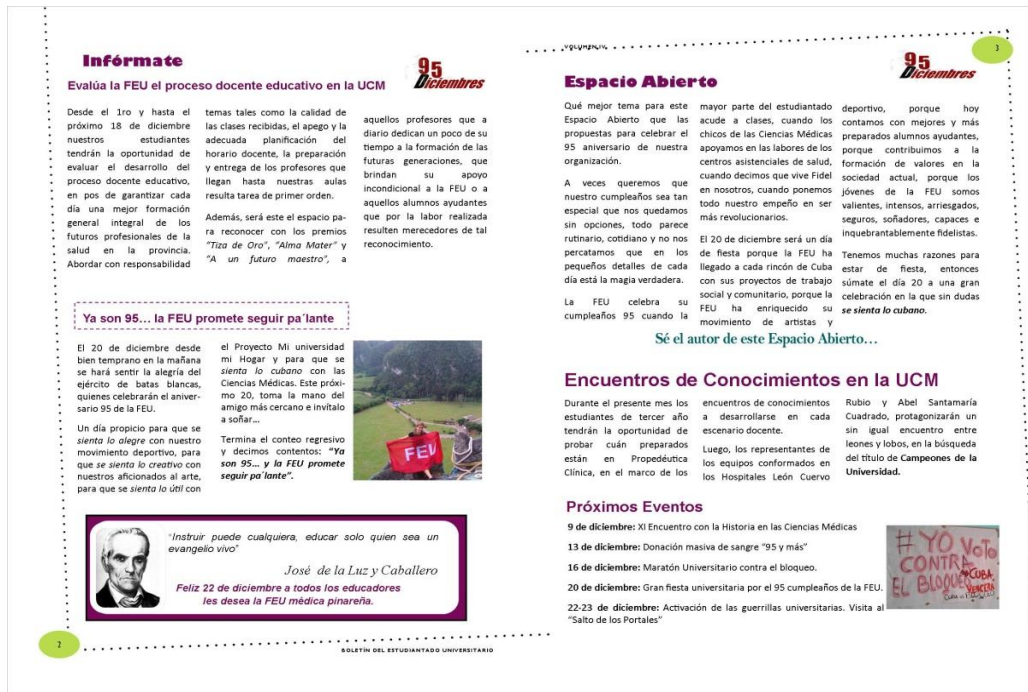 Infórmate
95
Diciembres
Evalúa la FEU el proceso docente educativo en la UCM
Desde el 1ro y hasta el
próximo 18 de diciembre
nuestros estudiantes
tendrán la oportunidad de
evaluar el desarrollo del
proceso docente educativo,
en pos de garantizar cada
día una mejor formación
general integral de los
futuros profesionales de la
salud en la provincia.
Abordar con responsabilidad
temas tales como la calidad de
las clases recibidas, el apego y la
adecuada planificación del
horario docente, la preparación
y entrega de los profesores que
llegan hasta nuestras aulas
resulta tarea de primer orden.
Además, será este el espacio pa-
ra reconocer con los premios
"Tiza de Oro", "Alma Mater" y
"A un futuro maestro", a
aquellos profesores que a
diario dedican un poco de su
tiempo a la formación de las
futuras generaciones, que
brindan su apoyo
incondicional a la FEU o a
aquellos alumnos ayudantes
que por la labor realizada
resulten merecedores de tal
reconocimiento.
Ya son 95… la FEU promete seguir pa´lante
El 20 de diciembre desde
bien temprano en la mañana
se hará sentir la alegría del
ejército de batas blancas,
quienes celebrarán el aniver-
sario 95 de la FEU.
Un día propicio para que se
sienta lo alegre con nuestro
movimiento deportivo, para
que se sienta lo creativo con
nuestros aficionados al arte,
para que se sienta lo útil con
el Proyecto Mi universidad
mi Hogar y para que se
sienta lo cubano con las
Ciencias Médicas. Este próxi-
mo 20, toma la mano del
amigo más cercano e invítalo
a soñar…
Termina el conteo regresivo
y decimos contentos: "Ya
son 95… y la FEU promete
seguir pa´lante".
FEU
"Instruir puede cualquiera, educar solo quien sea un
evangelio vivo"
José de la Luz y Caballero
Feliz 22 de diciembre a todos los educadores
les desea la FEU médica pinareña.
2
BOLETÍN DEL ESTUDIANTADO UNIVERSITARIO
VOLUMEN IV
3
Espacio Abierto
95
Diciembres
Qué mejor tema para este
Espacio Abierto que las
propuestas para celebrar el
95 aniversario de nuestra
organización.
A veces queremos que
nuestro cumpleaños sea tan
especial que nos quedamos
sin opciones, todo parece
rutinario, cotidiano y no nos
percatamos que en los
pequeños detalles de cada
día está la magia verdadera.
La FEU celebra su
cumpleaños 95 cuando la
mayor parte del estudiantado
acude a clases, cuando los
chicos de las Ciencias Médicas
apoyamos en las labores de los
centros asistenciales de salud,
cuando decimos que vive Fidel
en nosotros, cuando ponemos
todo nuestro empeño en ser
más revolucionarios.
El 20 de diciembre será un día
de fiesta porque la FEU ha
llegado a cada rincón de Cuba
con sus proyectos de trabajo
social y comunitario, porque la
FEU ha enriquecido su
movimiento de artistas y
deportivo, porque hoy
contamos con mejores y más
preparados alumnos ayudantes,
porque contribuimos a la
formación de valores en la
sociedad actual, porque los
jóvenes de la FEU somos
valientes, intensos, arriesgados,
seguros, soñadores, capaces e
inquebrantablemente fidelistas.
Tenemos muchas razones para
estar de fiesta, entonces
súmate el día 20 a una gran
celebración en la que sin dudas
se sienta lo cubano.
Sé el autor de este Espacio Abierto…
Encuentros de Conocimientos en la UCM
Durante el presente mes los
estudiantes de tercer año
tendrán la oportunidad de
probar cuán preparados
están en Propedéutica
Clínica, en el marco de los
encuentros de conocimientos
a desarrollarse en cada
escenario docente.
Luego, los representantes de
los equipos conformados en
los Hospitales León Cuervo
Rubio y Abel Santamaría
Cuadrado, protagonizarán un
sin igual encuentro entre
leones y lobos, en la búsqueda
del título de Campeones de la
Universidad.
Próximos Eventos
9 de diciembre: XI Encuentro con la Historia en las Ciencias Médicas
13 de diciembre: Donación masiva de sangre "95 y más"
16 de diciembre: Maratón Universitario contra el bloqueo.
20 de diciembre: Gran fiesta universitaria por el 95 cumpleaños de la FEU.
22-23 de diciembre: Activación de las guerrillas universitarias. Visita al
"Salto de los Portales"
# YO VOTO
CONTRA
EL BLOQUEO
CUBA
VENCERÁ